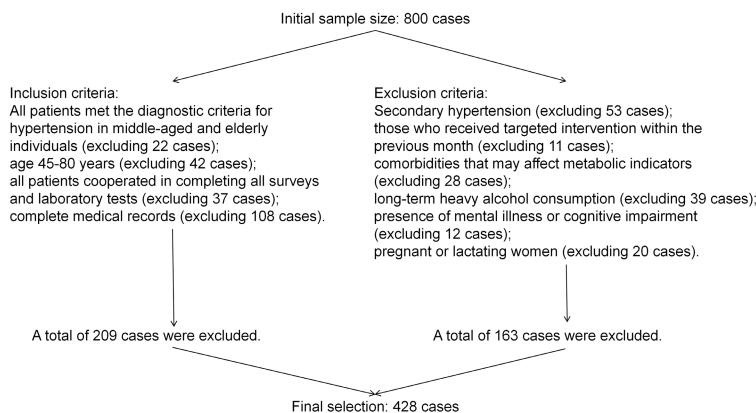 Initial sample size: 800 cases
Inclusion criteria:
All patients met the diagnostic criteria for
hypertension in middle-aged and elderly
individuals (excluding 22 cases);
age 45-80 years (excluding 42 cases);
all patients cooperated in completing all surveys
and laboratory tests (excluding 37 cases);
complete medical records (excluding 108 cases).
Exclusion criteria:
Secondary hypertension (excluding 53 cases);
those who received targeted intervention within the
previous month (excluding 11 cases);
comorbidities that may affect metabolic indicators
(excluding 28 cases);
long-term heavy alcohol consumption (excluding 39 cases);
presence of mental illness or cognitive impairment
(excluding 12 cases);
pregnant or lactating women (excluding 20 cases).
A total of 209 cases were excluded.
A total of 163 cases were excluded.
Final selection: 428 cases